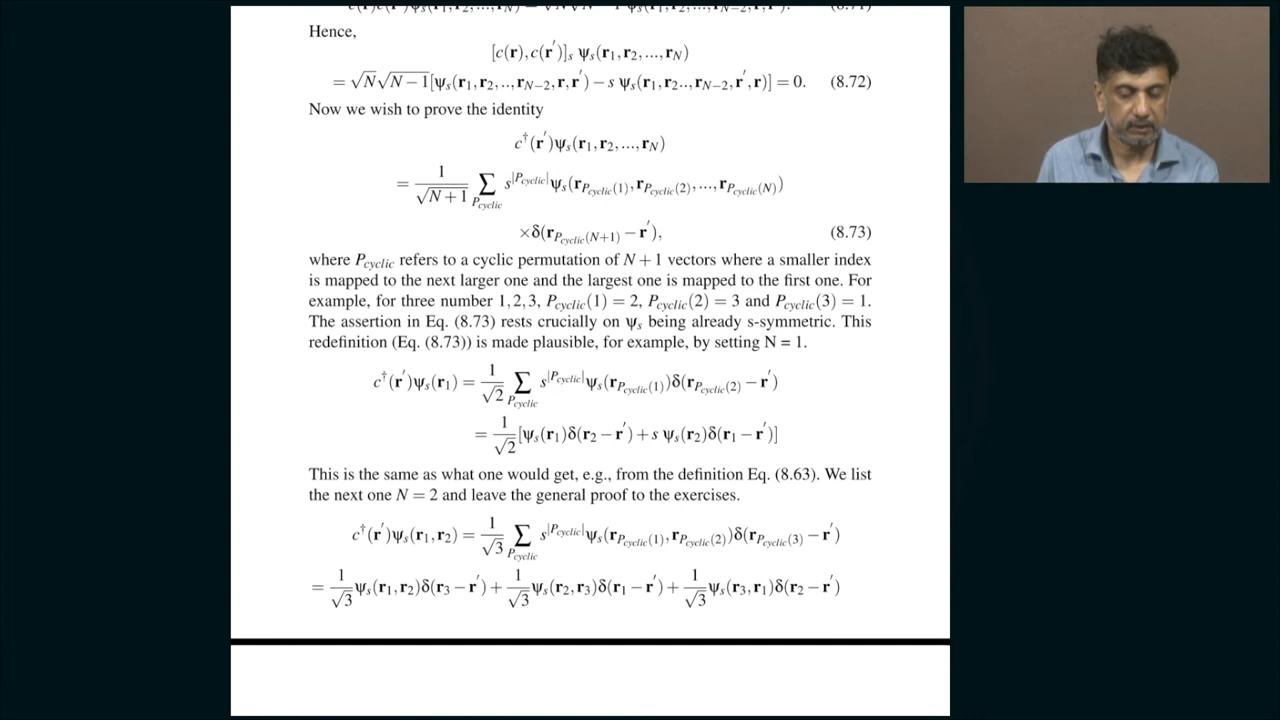 Hence,
[c(r), c(r′)]ₛ ψₛ(r₁, r₂, ..., r_N)
= √N√(N−1)[ψₛ(r₁, r₂, .., r_{N−2}, r, r′) − s ψₛ(r₁, r₂.., r_{N−2}, r′, r)] = 0. (8.72)
Now we wish to prove the identity
c†(r′)ψₛ(r₁, r₂, ..., r_N)
= 1/√(N+1) ∑_{P_cyclic} s^{|P_cyclic|} ψₛ(r_{P_cyclic(1)}, r_{P_cyclic(2)}, ..., r_{P_cyclic(N)})
×δ(r_{P_cyclic(N+1)} − r′), (8.73)
where P_cyclic refers to a cyclic permutation of N + 1 vectors where a smaller index
is mapped to the next larger one and the largest one is mapped to the first one. For
example, for three number 1, 2, 3, P_cyclic(1) = 2, P_cyclic(2) = 3 and P_cyclic(3) = 1.
The assertion in Eq. (8.73) rests crucially on ψₛ being already s-symmetric. This
redefinition (Eq. (8.73)) is made plausible, for example, by setting N = 1.
c†(r′)ψₛ(r₁) = 1/√2 ∑_{P_cyclic} s^{|P_cyclic|} ψₛ(r_{P_cyclic(1)})δ(r_{P_cyclic(2)} − r′)
= 1/√2 [ψₛ(r₁)δ(r₂ − r′) + s ψₛ(r₂)δ(r₁ − r′)]
This is the same as what one would get, e.g., from the definition Eq. (8.63). We list
the next one N = 2 and leave the general proof to the exercises.
c†(r′)ψₛ(r₁, r₂) = 1/√3 ∑_{P_cyclic} s^{|P_cyclic|} ψₛ(r_{P_cyclic(1)}, r_{P_cyclic(2)})δ(r_{P_cyclic(3)} − r′)
= 1/√3 ψₛ(r₁, r₂)δ(r₃ − r′) + 1/√3 ψₛ(r₂, r₃)δ(r₁ − r′) + 1/√3 ψₛ(r₃, r₁)δ(r₂ − r′)